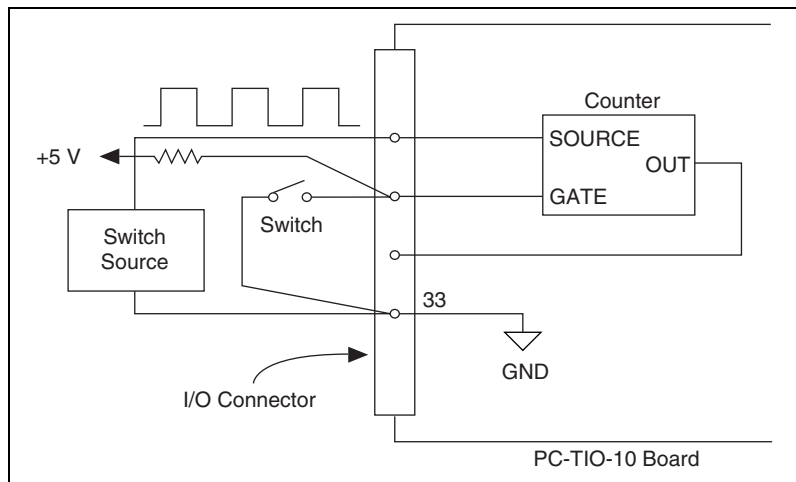 Counter
SOURCE
OUT
+5 V
GATE
Switch
Switch
Source
33
GND
I/O Connector
PC-TIO-10 Board